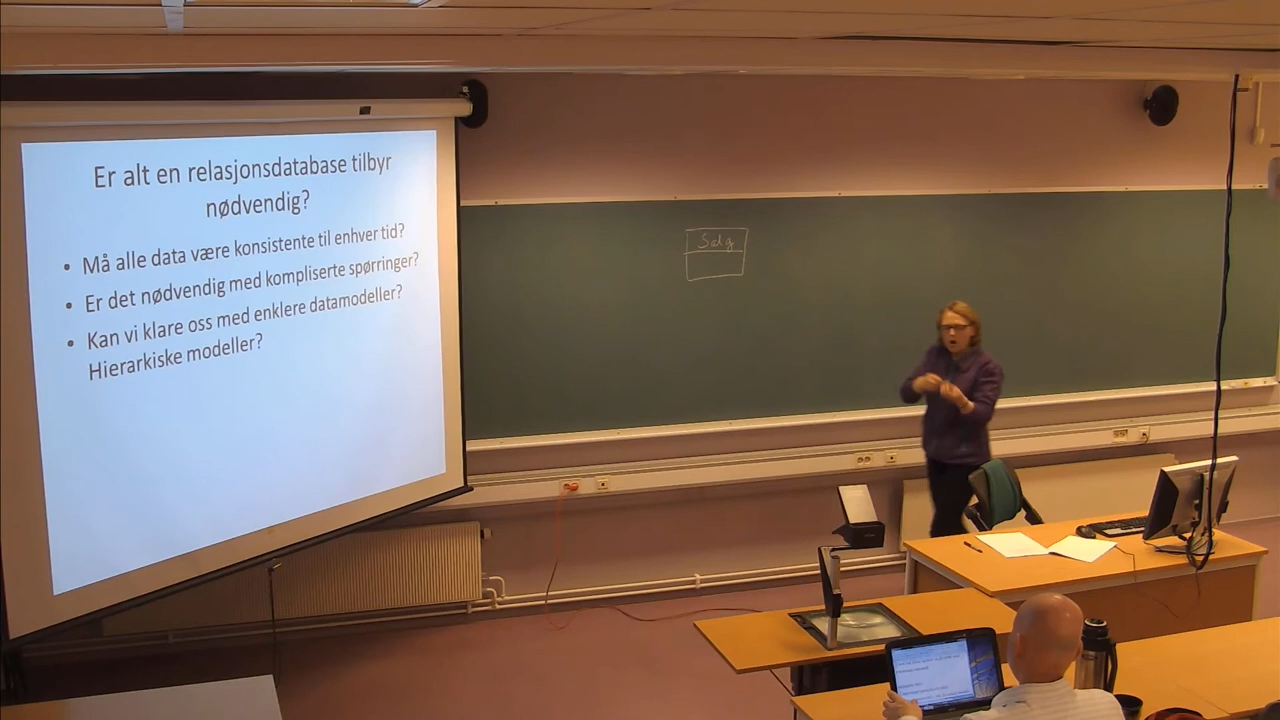 Er alt en relasjonsdatabase tilbyr
nødvendig?
• Må alle data være konsistente til enhver tid?
• Er det nødvendig med kompliserte spørringer?
• Kan vi klare oss med enklere datamodeller?
Hierarkiske modeller?
Salg